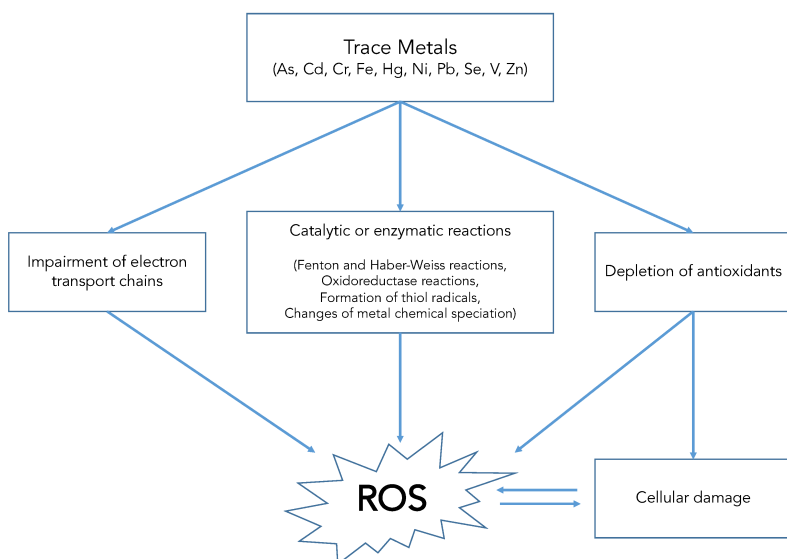 Trace Metals
(As, Cd, Cr, Fe, Hg, Ni, Pb, Se, V, Zn)
Impairment of electron
transport chains
Catalytic or enzymatic reactions
(Fenton and Haber-Weiss reactions,
Oxidoreductase reactions,
Formation of thiol radicals,
Changes of metal chemical speciation)
Depletion of antioxidants
ROS
Cellular damage